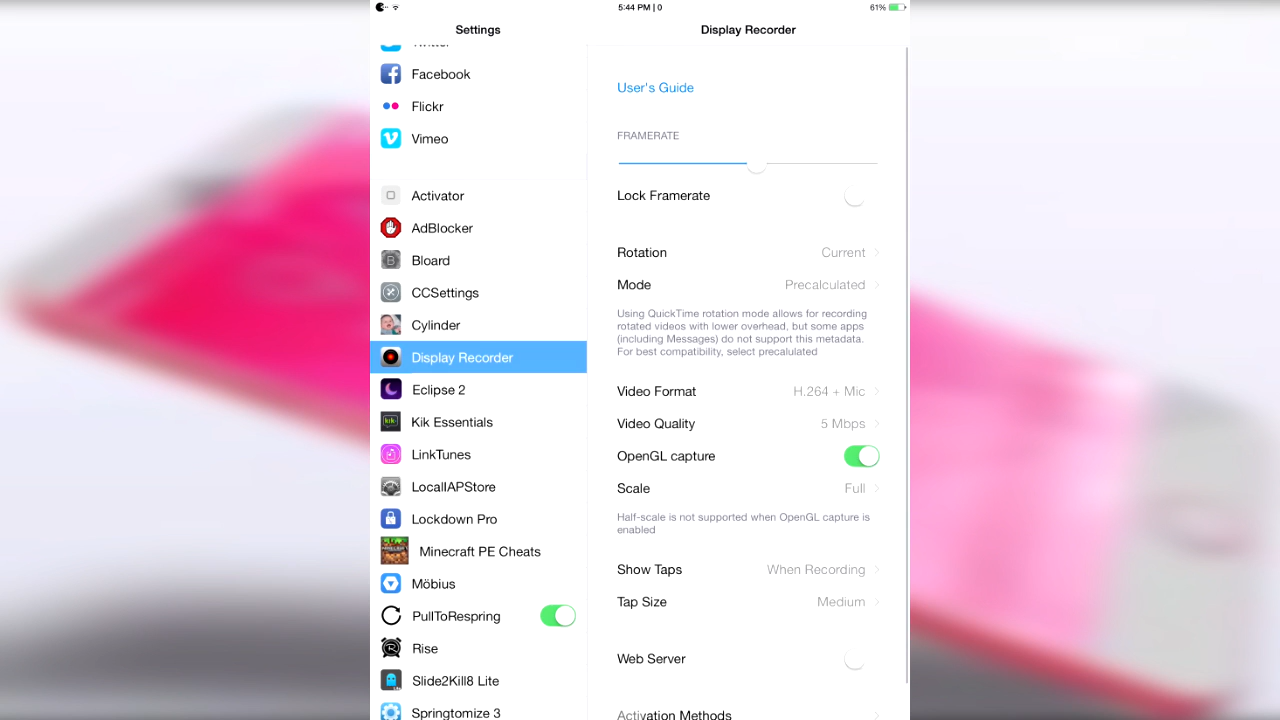 5:44 PM | 0
61%
Settings
Twitter
Facebook
Flickr
Vimeo
Activator
AdBlocker
Bloard
CCSettings
Cylinder
Display Recorder
Eclipse 2
Kik Essentials
LinkTunes
LocalIAPStore
Lockdown Pro
Minecraft PE Cheats
Möbius
PullToRespring
Rise
Slide2Kill8 Lite
Springtomize 3
Display Recorder
User's Guide
FRAMERATE
Lock Framerate
Rotation Current
Mode Precalculated
Using QuickTime rotation mode allows for recording
rotated videos with lower overhead, but some apps
(including Messages) do not support this metadata.
For best compatibility, select precalulated
Video Format H.264 + Mic
Video Quality 5 Mbps
OpenGL capture
Scale Full
Half-scale is not supported when OpenGL capture is
enabled
Show Taps When Recording
Tap Size Medium
Web Server
Activation Methods